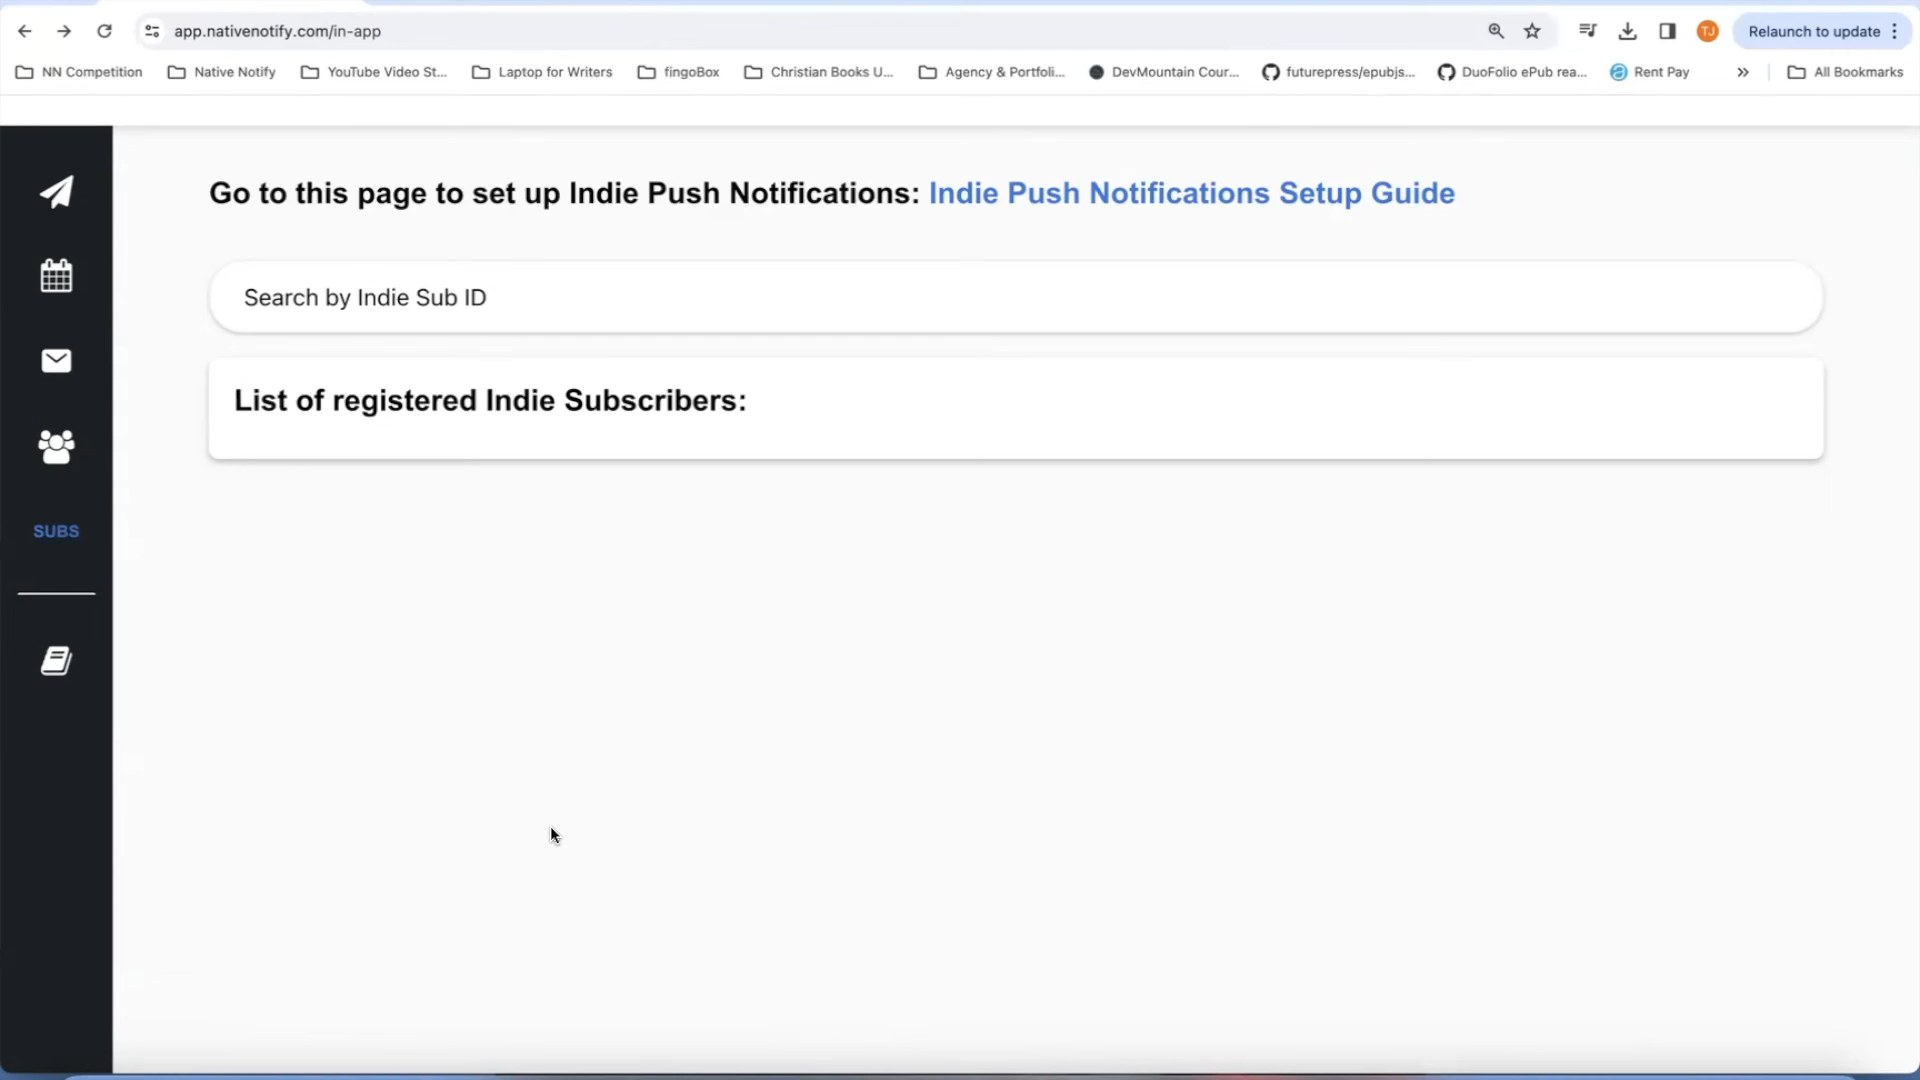 app.nativenotify.com/in-app
TJ
Relaunch to update
NN Competition
Native Notify
YouTube Video St...
Laptop for Writers
fingoBox
Christian Books U...
Agency & Portfoli...
DevMountain Cour...
futurepress/epubjs...
DuoFolio ePub rea...
Rent Pay
All Bookmarks
Go to this page to set up Indie Push Notifications: Indie Push Notifications Setup Guide
Search by Indie Sub ID
List of registered Indie Subscribers:
SUBS